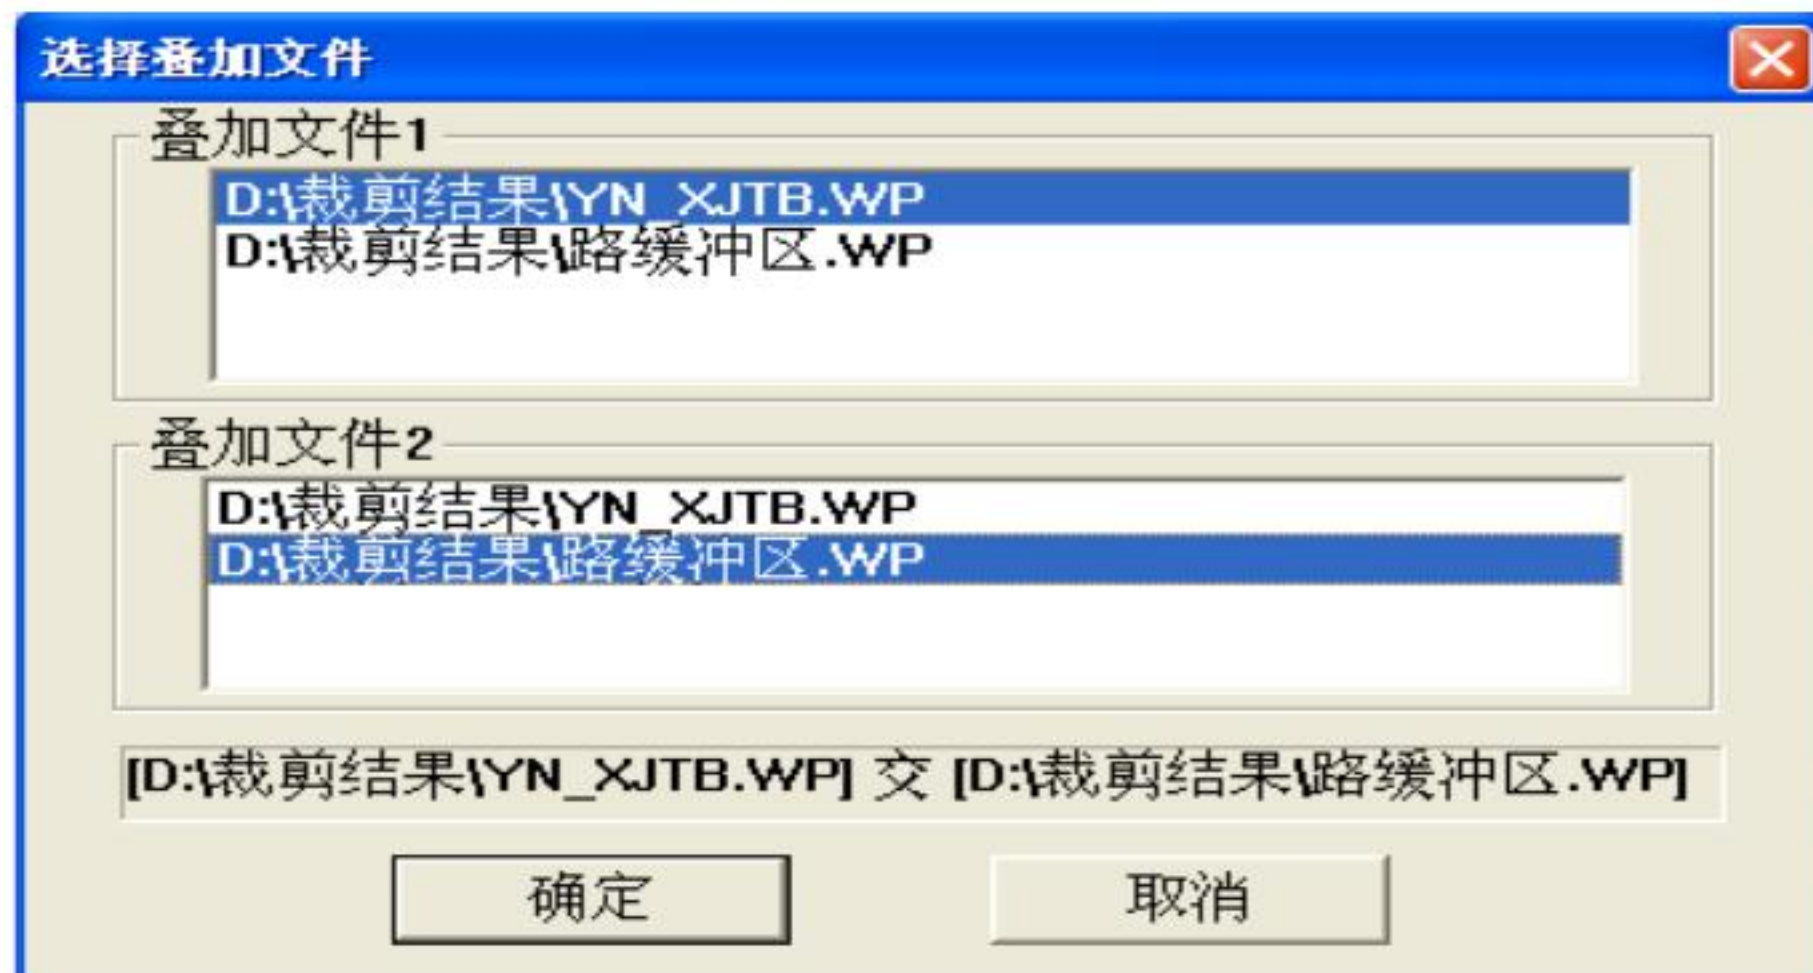 选择叠加文件
叠加文件1
D:\裁剪结果\YN_XJTB.WP
D:\裁剪结果\路缓冲区.WP
叠加文件2
D:\裁剪结果\YN_XJTB.WP
D:\裁剪结果\路缓冲区.WP
[D:\裁剪结果\YN_XJTB.WP] 交 [D:\裁剪结果\路缓冲区.WP]
确定 取消